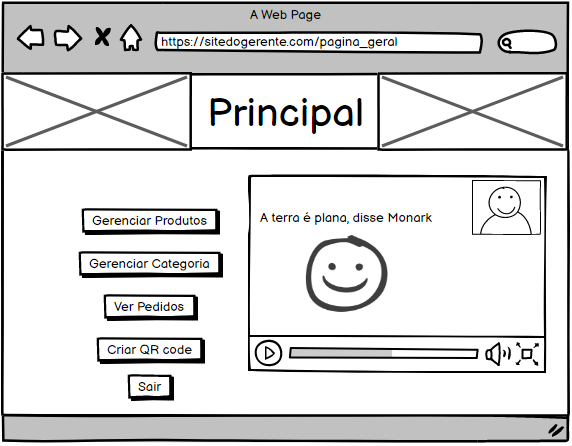 A Web Page
https://sitedogerente.com/pagina_geral
Principal
Gerenciar Produtos
Gerenciar Categoria
Ver Pedidos
Criar QR code
Sair
A terra é plana, disse Monark